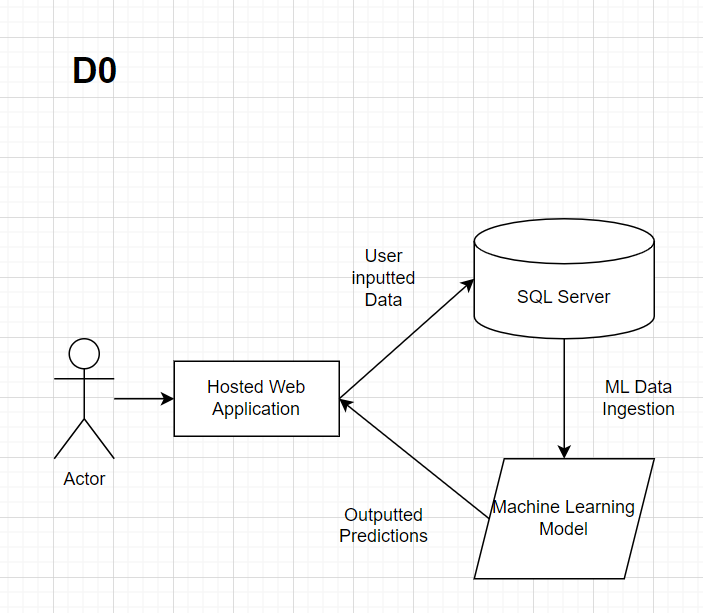 D0
User
inputted
Data
SQL Server
Hosted Web
Application
ML Data
Ingestion
Actor
Outputted
Predictions
Machine Learning
Model